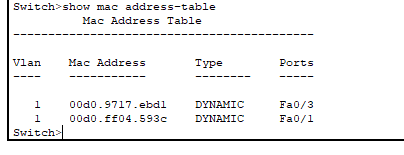 Switch>show mac address-table
Mac Address Table
-------------------------------------------
Vlan Mac Address Type Ports
---- ----------- -------- -----
1 00d0.9717.ebd1 DYNAMIC Fa0/3
1 00d0.ff04.593c DYNAMIC Fa0/1
Switch>